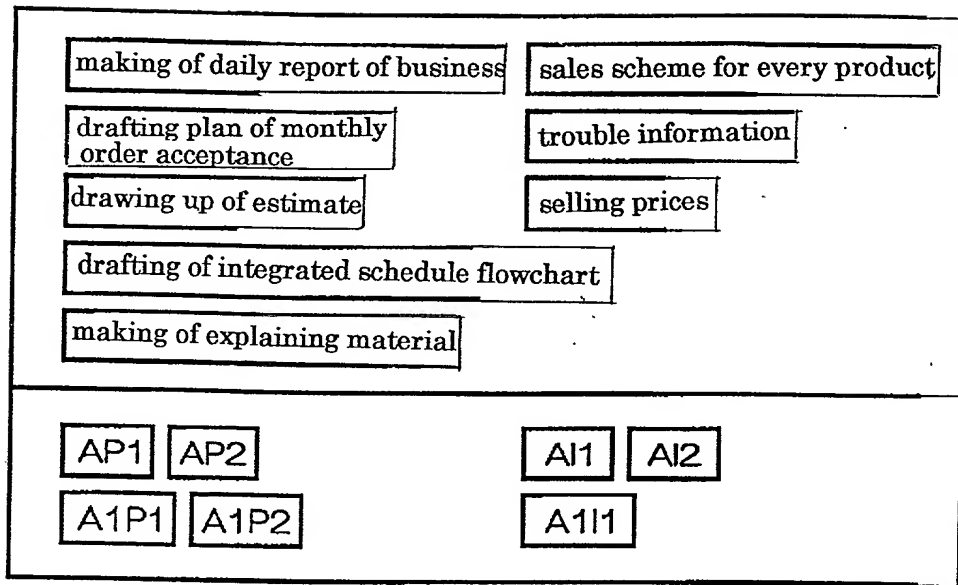 making of daily report of business
sales scheme for every product
drafting plan of monthly
order acceptance
trouble information
drawing up of estimate
selling prices
drafting of integrated schedule flowchart
making of explaining material
AP1 AP2 AI1 AI2
A1P1 A1P2 A1I1